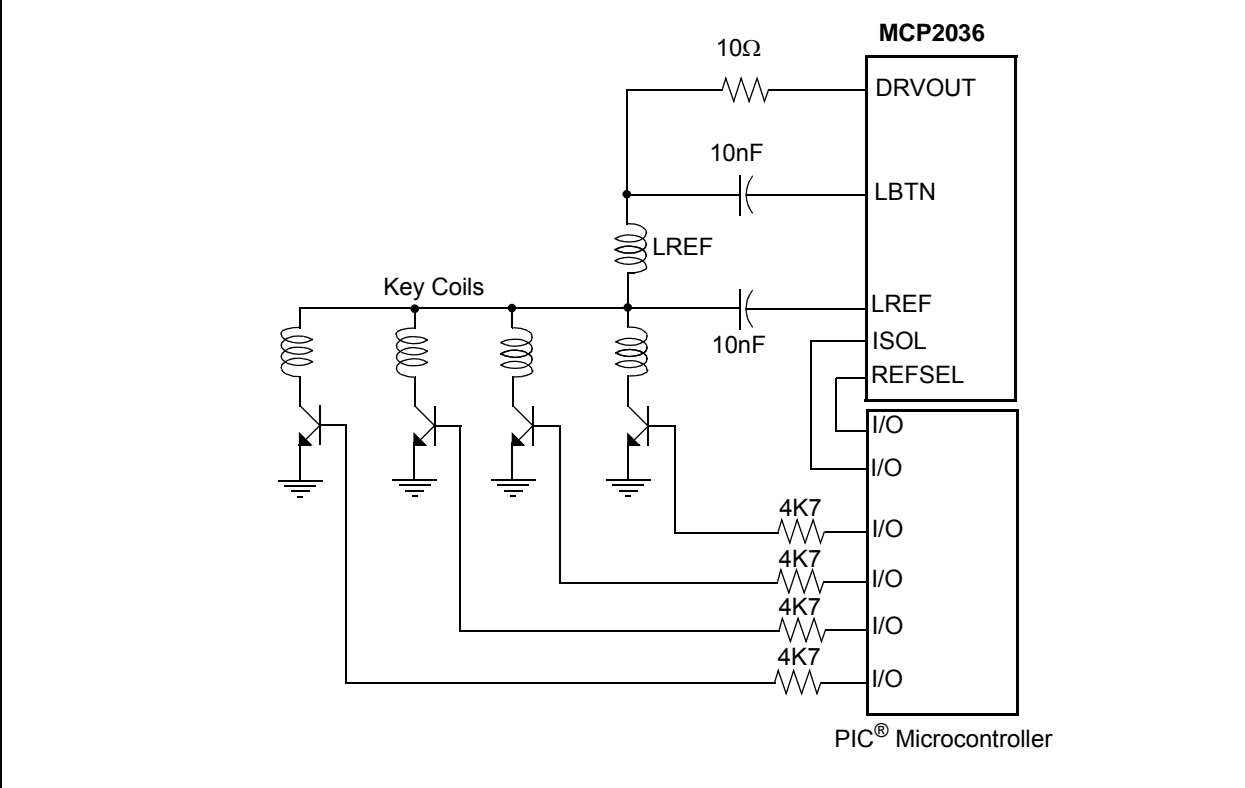 MCP2036
10Ω
DRVOUT
10nF
LBTN
LREF
Key Coils
LREF
10nF
ISOL
REFSEL
I/O
I/O
4K7
I/O
4K7
I/O
4K7
I/O
4K7
I/O
PIC® Microcontroller